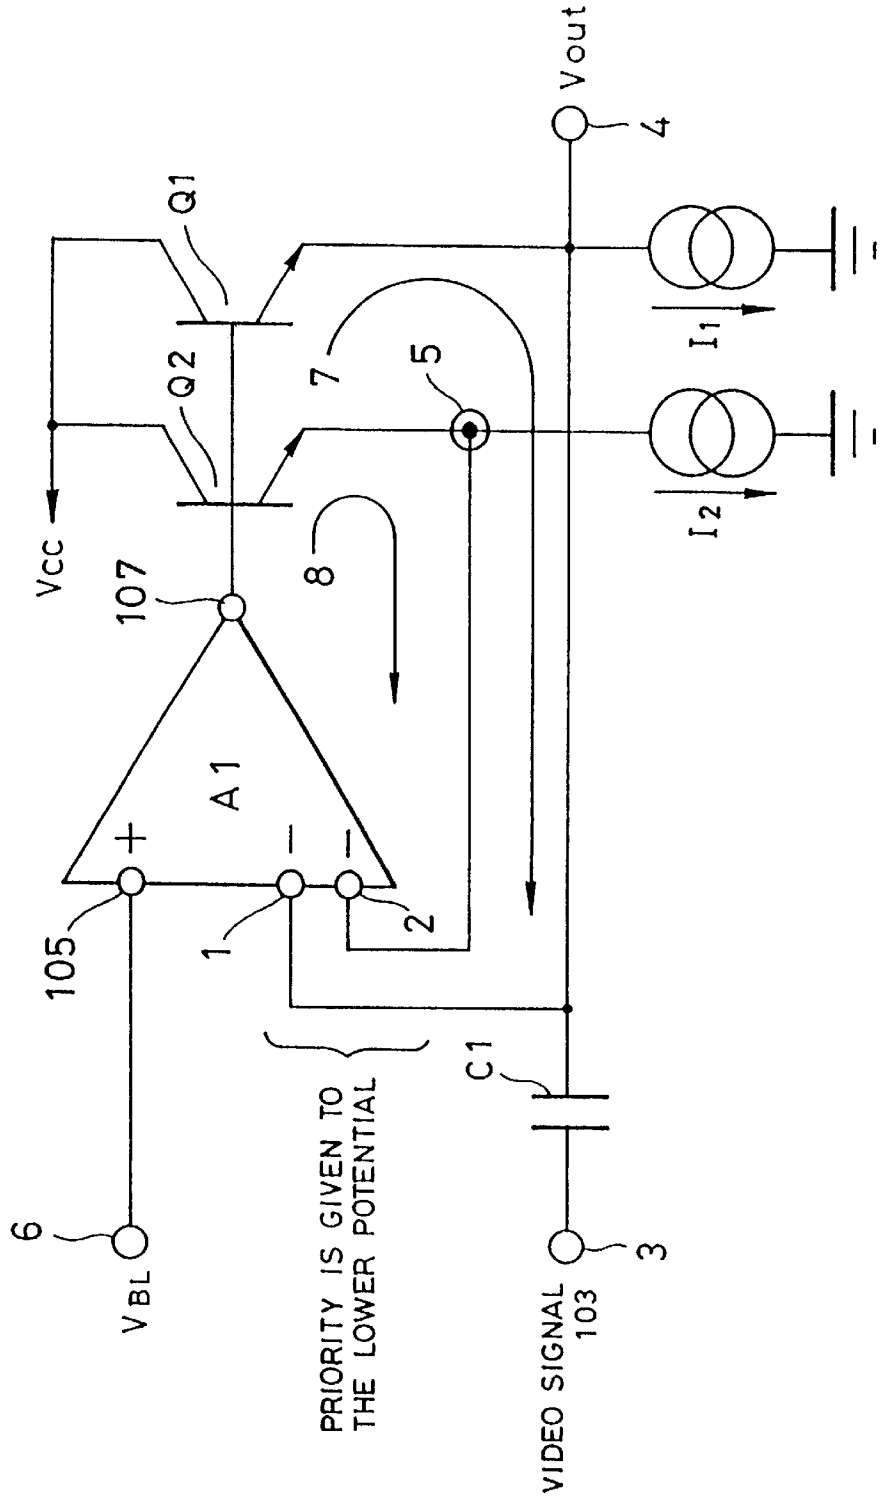 6
VBL
105
+
A1
1
-
2
-
107
Vcc
Q2
Q1
8
7
5
PRIORITY IS GIVEN TO
THE LOWER POTENTIAL
C1
VIDEO SIGNAL
103
3
I2
I1
4
Vout